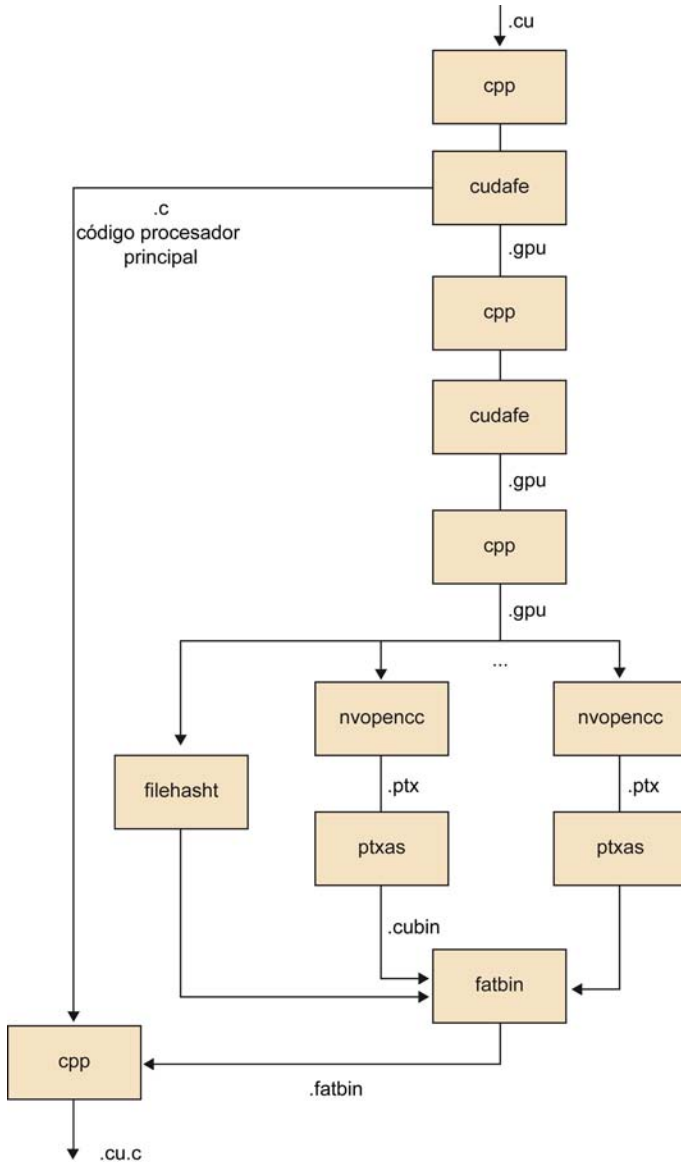 .cu
cpp
cudafe
.c
código procesador
principal
.gpu
cpp
cudafe
.gpu
cpp
.gpu
...
nvopencc
nvopencc
filehasht
.ptx
.ptx
ptxas
ptxas
.cubin
fatbin
cpp
.fatbin
.cu.c